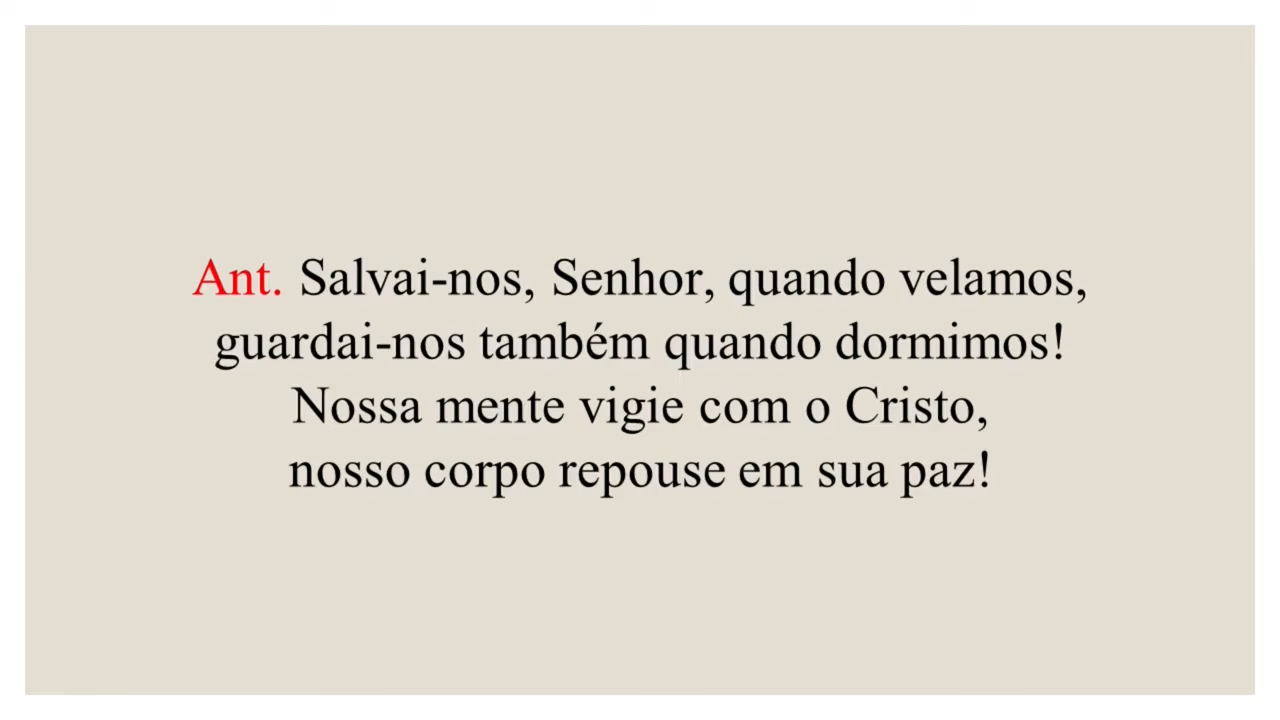 Ant. Salvai-nos, Senhor, quando velamos,
guardai-nos também quando dormimos!
Nossa mente vigie com o Cristo,
nosso corpo repouse em sua paz!